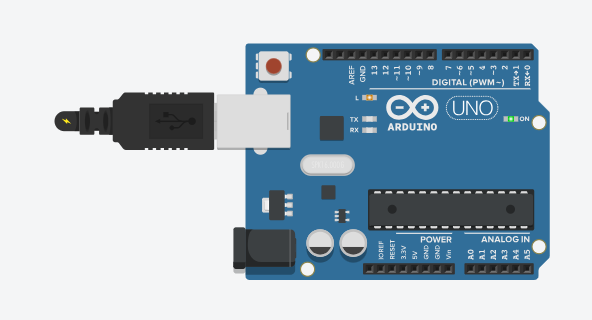 AREF
GND
13
12
~11
~10
~9
8
7
~6
~5
4
~3
2
TX→1
RX←0
DIGITAL (PWM~)
L
TX
RX
UNO
ARDUINO
ON
POWER
ANALOG IN
IOREF
RESET
3.3V
5V
GND
GND
Vin
A0
A1
A2
A3
A4
A5